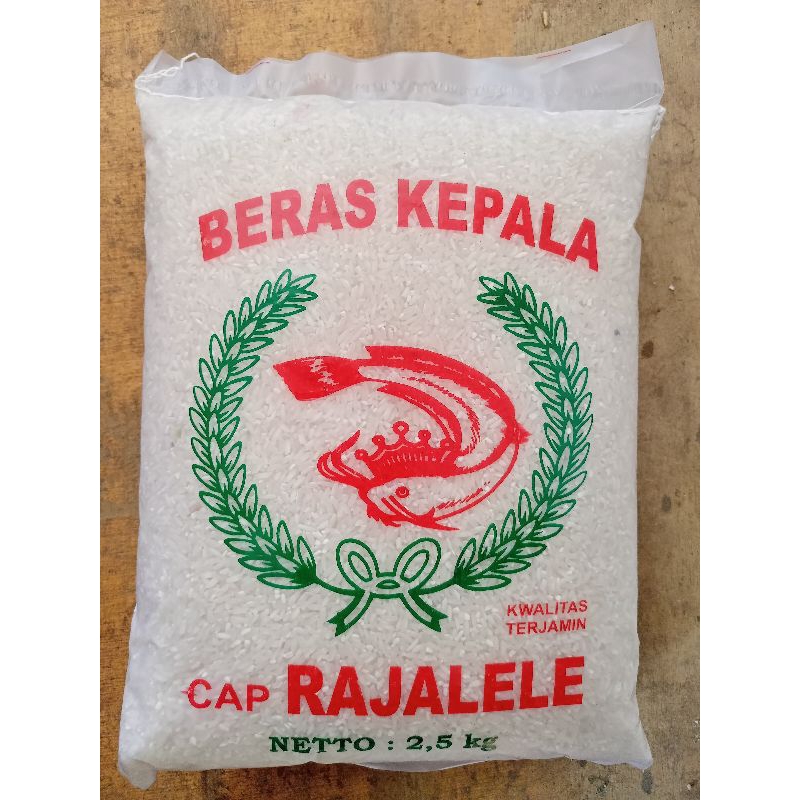 BERAS KEPALA
KWALITAS
TERJAMIN
CAP RAJALELE
NETTO : 2,5 kg